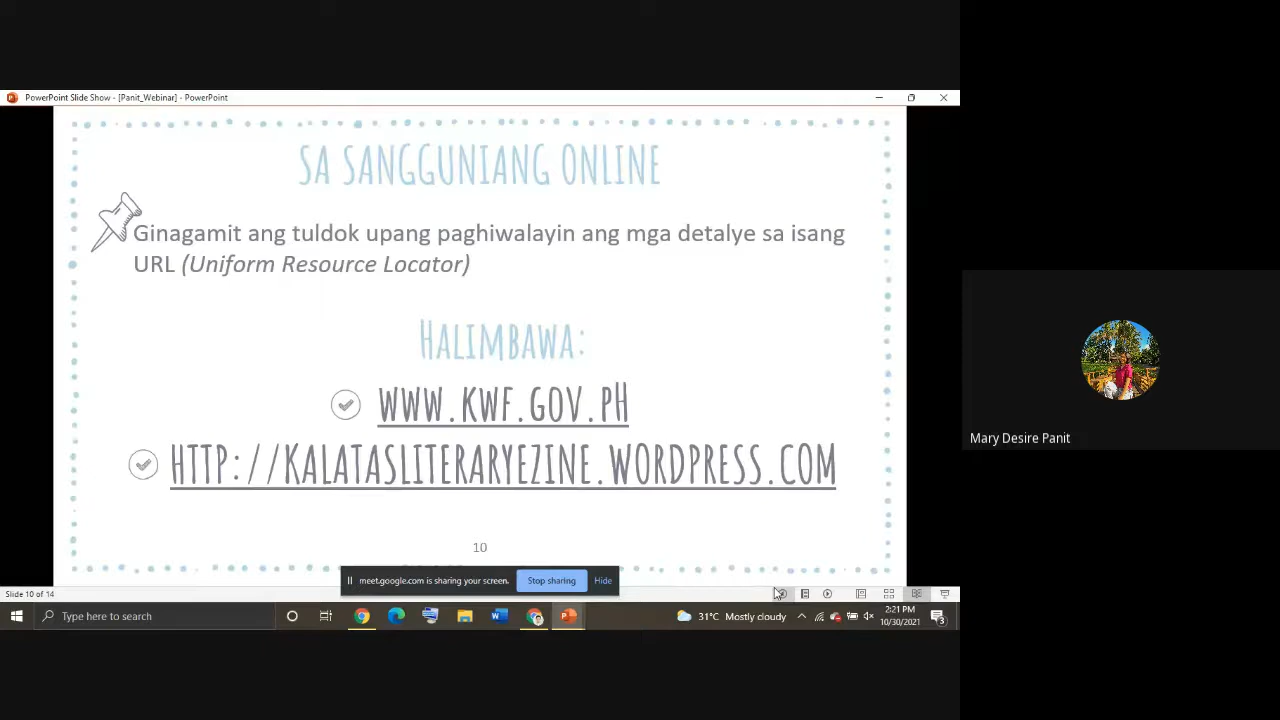 PowerPoint Slide Show - [Panit_Webinar] - PowerPoint
SA SANGGUNIANG ONLINE
Ginagamit ang tuldok upang paghiwalayin ang mga detalye sa isang
URL (Uniform Resource Locator)
HALIMBAWA:
WWW.KWF.GOV.PH
HTTP://KALATASLITERARYEZINE.WORDPRESS.COM
10
meet.google.com is sharing your screen.
Stop sharing
Hide
Slide 10 of 14
Type here to search
31°C Mostly cloudy
2:21 PM
10/30/2021
3
Mary Desire Panit